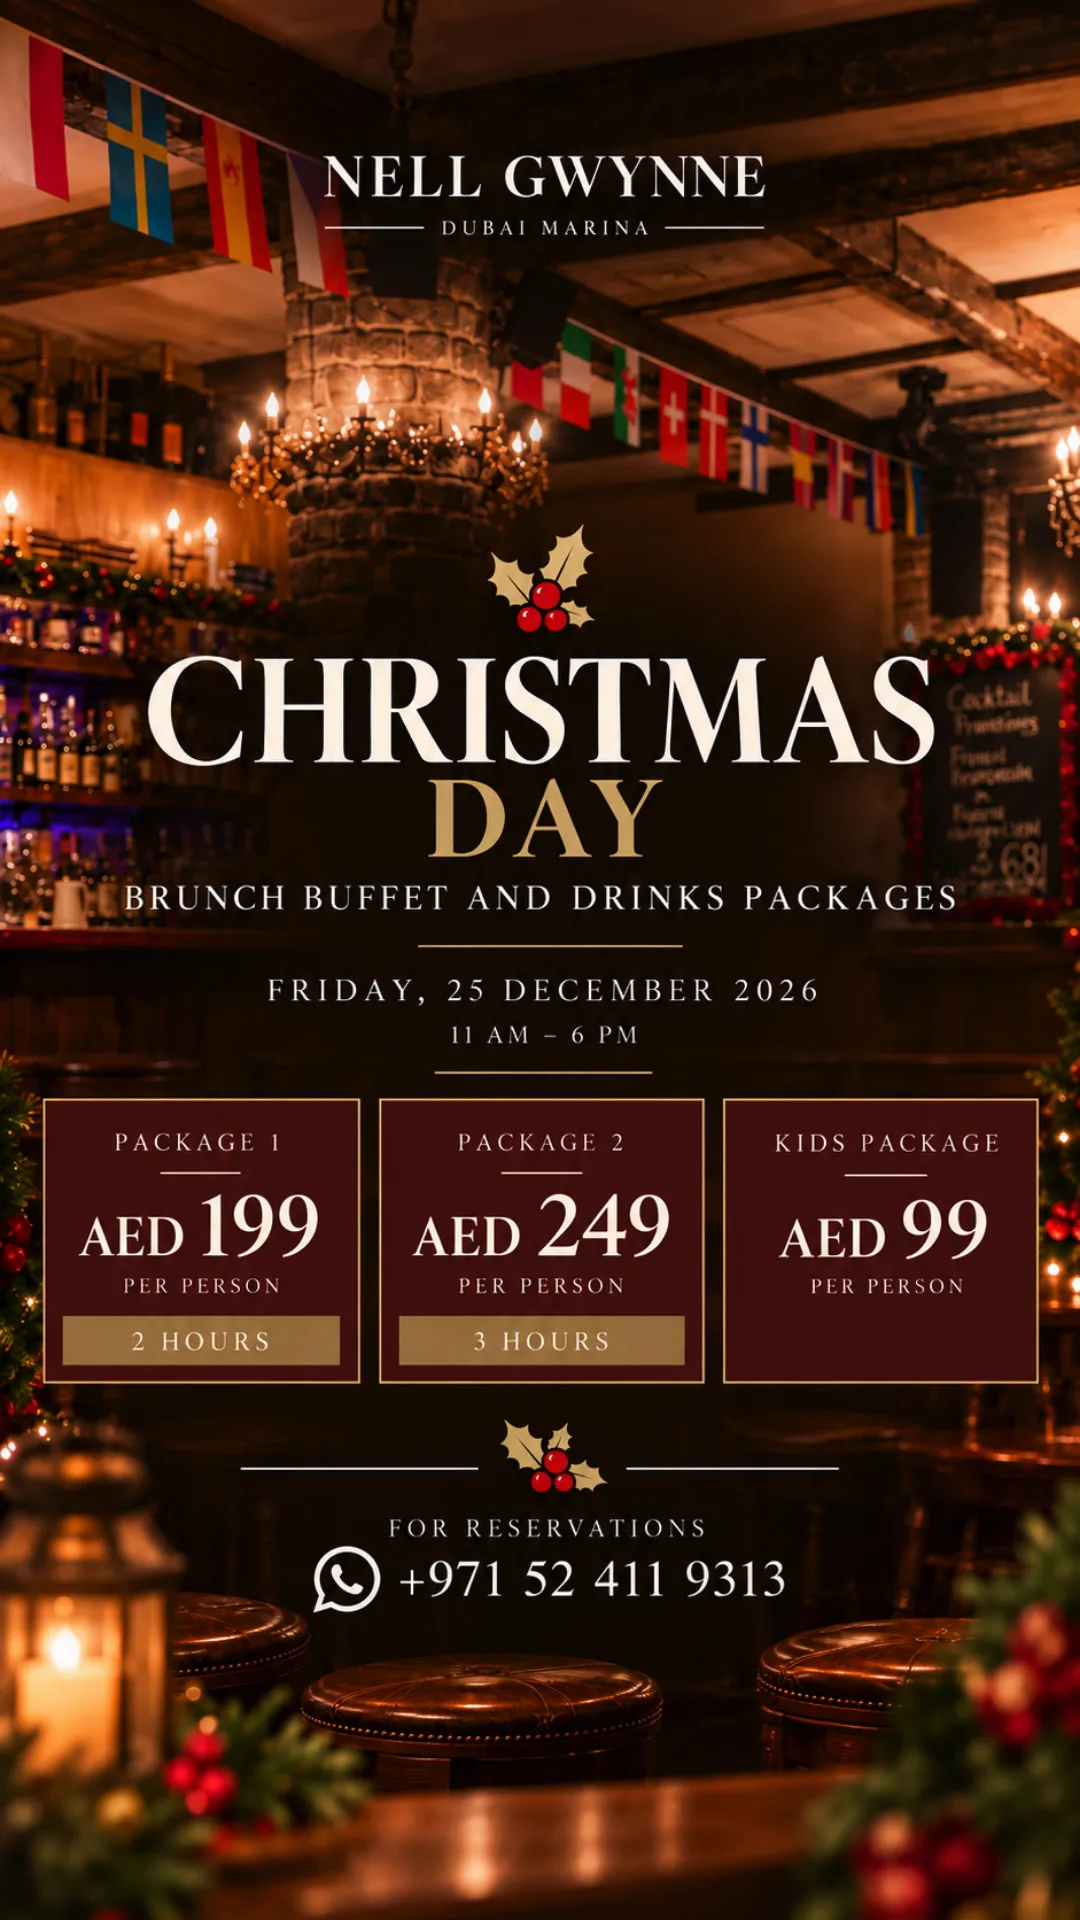 NELL GWYNNE
DUBAI MARINA
CHRISTMAS
DAY
BRUNCH BUFFET AND DRINKS PACKAGES
FRIDAY, 25 DECEMBER 2026
11 AM – 6 PM
PACKAGE 1
AED 199
PER PERSON
2 HOURS
PACKAGE 2
AED 249
PER PERSON
3 HOURS
KIDS PACKAGE
AED 99
PER PERSON
FOR RESERVATIONS
+971 52 411 9313
Cocktail
68